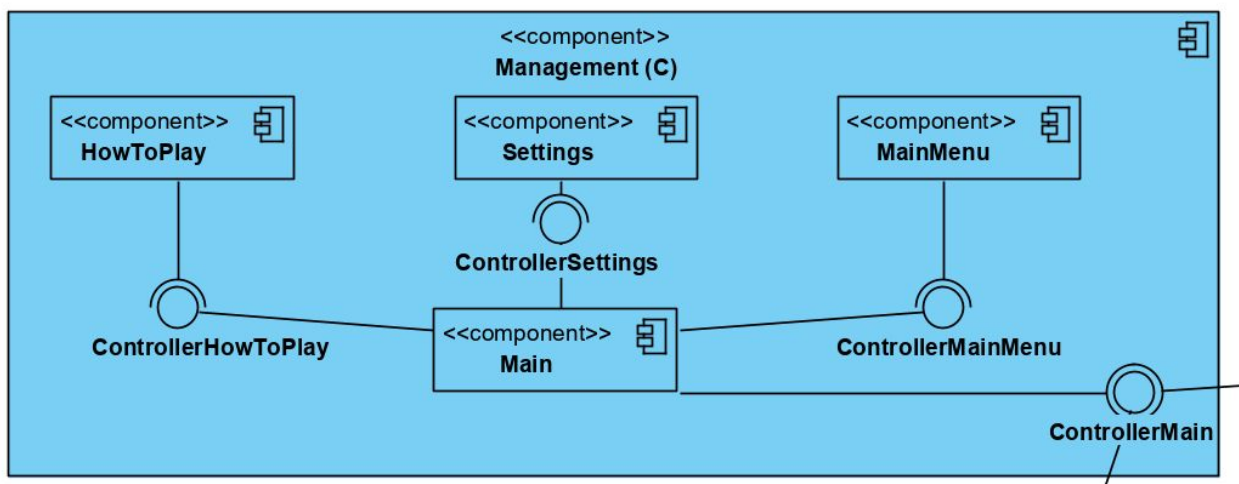 <<component>>
Management (C)
<<component>>
HowToPlay
<<component>>
Settings
<<component>>
MainMenu
ControllerSettings
ControllerHowToPlay
<<component>>
Main
ControllerMainMenu
ControllerMain